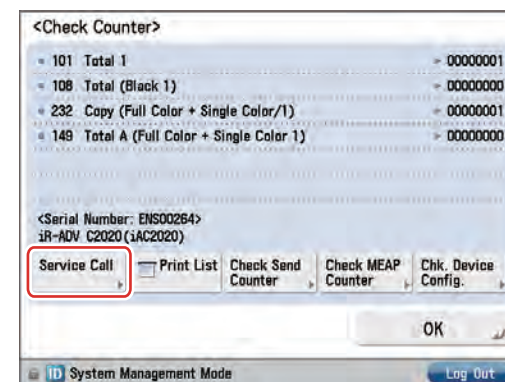 <Check Counter>
101 Total 1 00000001
108 Total (Black 1) 00000000
232 Copy (Full Color + Single Color/1) 00000001
149 Total A (Full Color + Single Color 1) 00000000
<Serial Number: ENS00264>
iR-ADV C2020(iAC2020)
Service Call Print List Check Send Counter Check MEAP Counter Chk. Device Config.
OK
ID System Management Mode Log Out